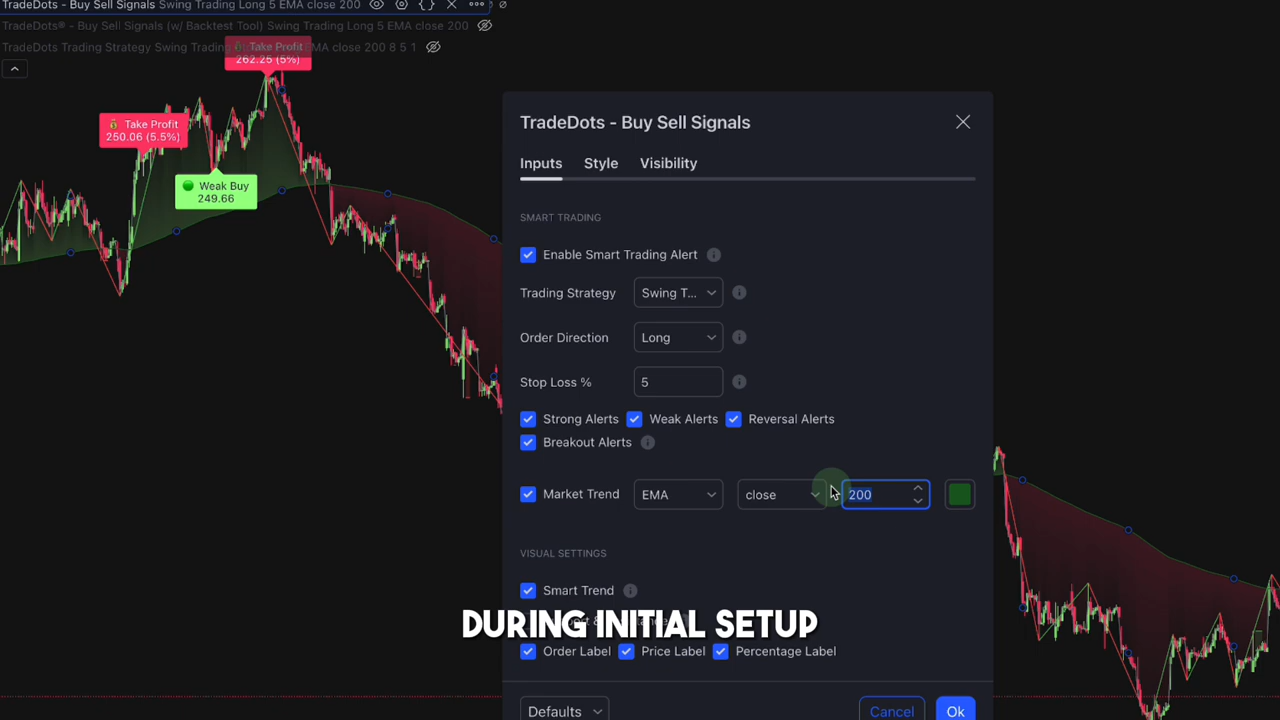 TradeDots - Buy Sell Signals Swing Trading Long 5 EMA close 200
TradeDots® - Buy Sell Signals (w/ Backtest Tool) Swing Trading Long 5 EMA close 200
TradeDots Trading Strategy Swing Trading EMA close 200 8 5 1
Take Profit
262.25 (5%)
Take Profit
250.06 (5.5%)
Weak Buy
249.66
TradeDots - Buy Sell Signals
Inputs Style Visibility
SMART TRADING
Enable Smart Trading Alert
Trading Strategy Swing T...
Order Direction Long
Stop Loss % 5
Strong Alerts Weak Alerts Reversal Alerts
Breakout Alerts
Market Trend EMA close 200
VISUAL SETTINGS
Smart Trend
DURING INITIAL SETUP
Order Label Price Label Percentage Label
Defaults Cancel Ok